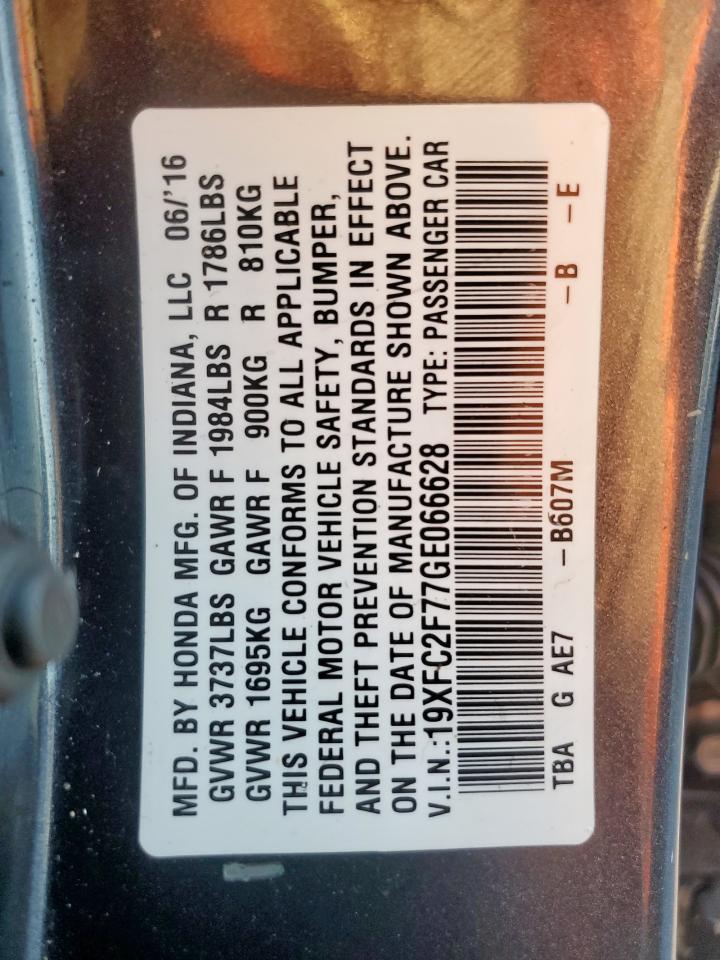 MFD. BY HONDA MFG. OF INDIANA, LLC 06/'16
GVWR 3737LBS GAWR F 1984LBS R 1786LBS
GVWR 1695KG GAWR F 900KG R 810KG
THIS VEHICLE CONFORMS TO ALL APPLICABLE
FEDERAL MOTOR VEHICLE SAFETY, BUMPER,
AND THEFT PREVENTION STANDARDS IN EFFECT
ON THE DATE OF MANUFACTURE SHOWN ABOVE.
V.I.N.:19XFC2F77GE066628 TYPE: PASSENGER CAR
TBA G AE7 -B607M -B -E